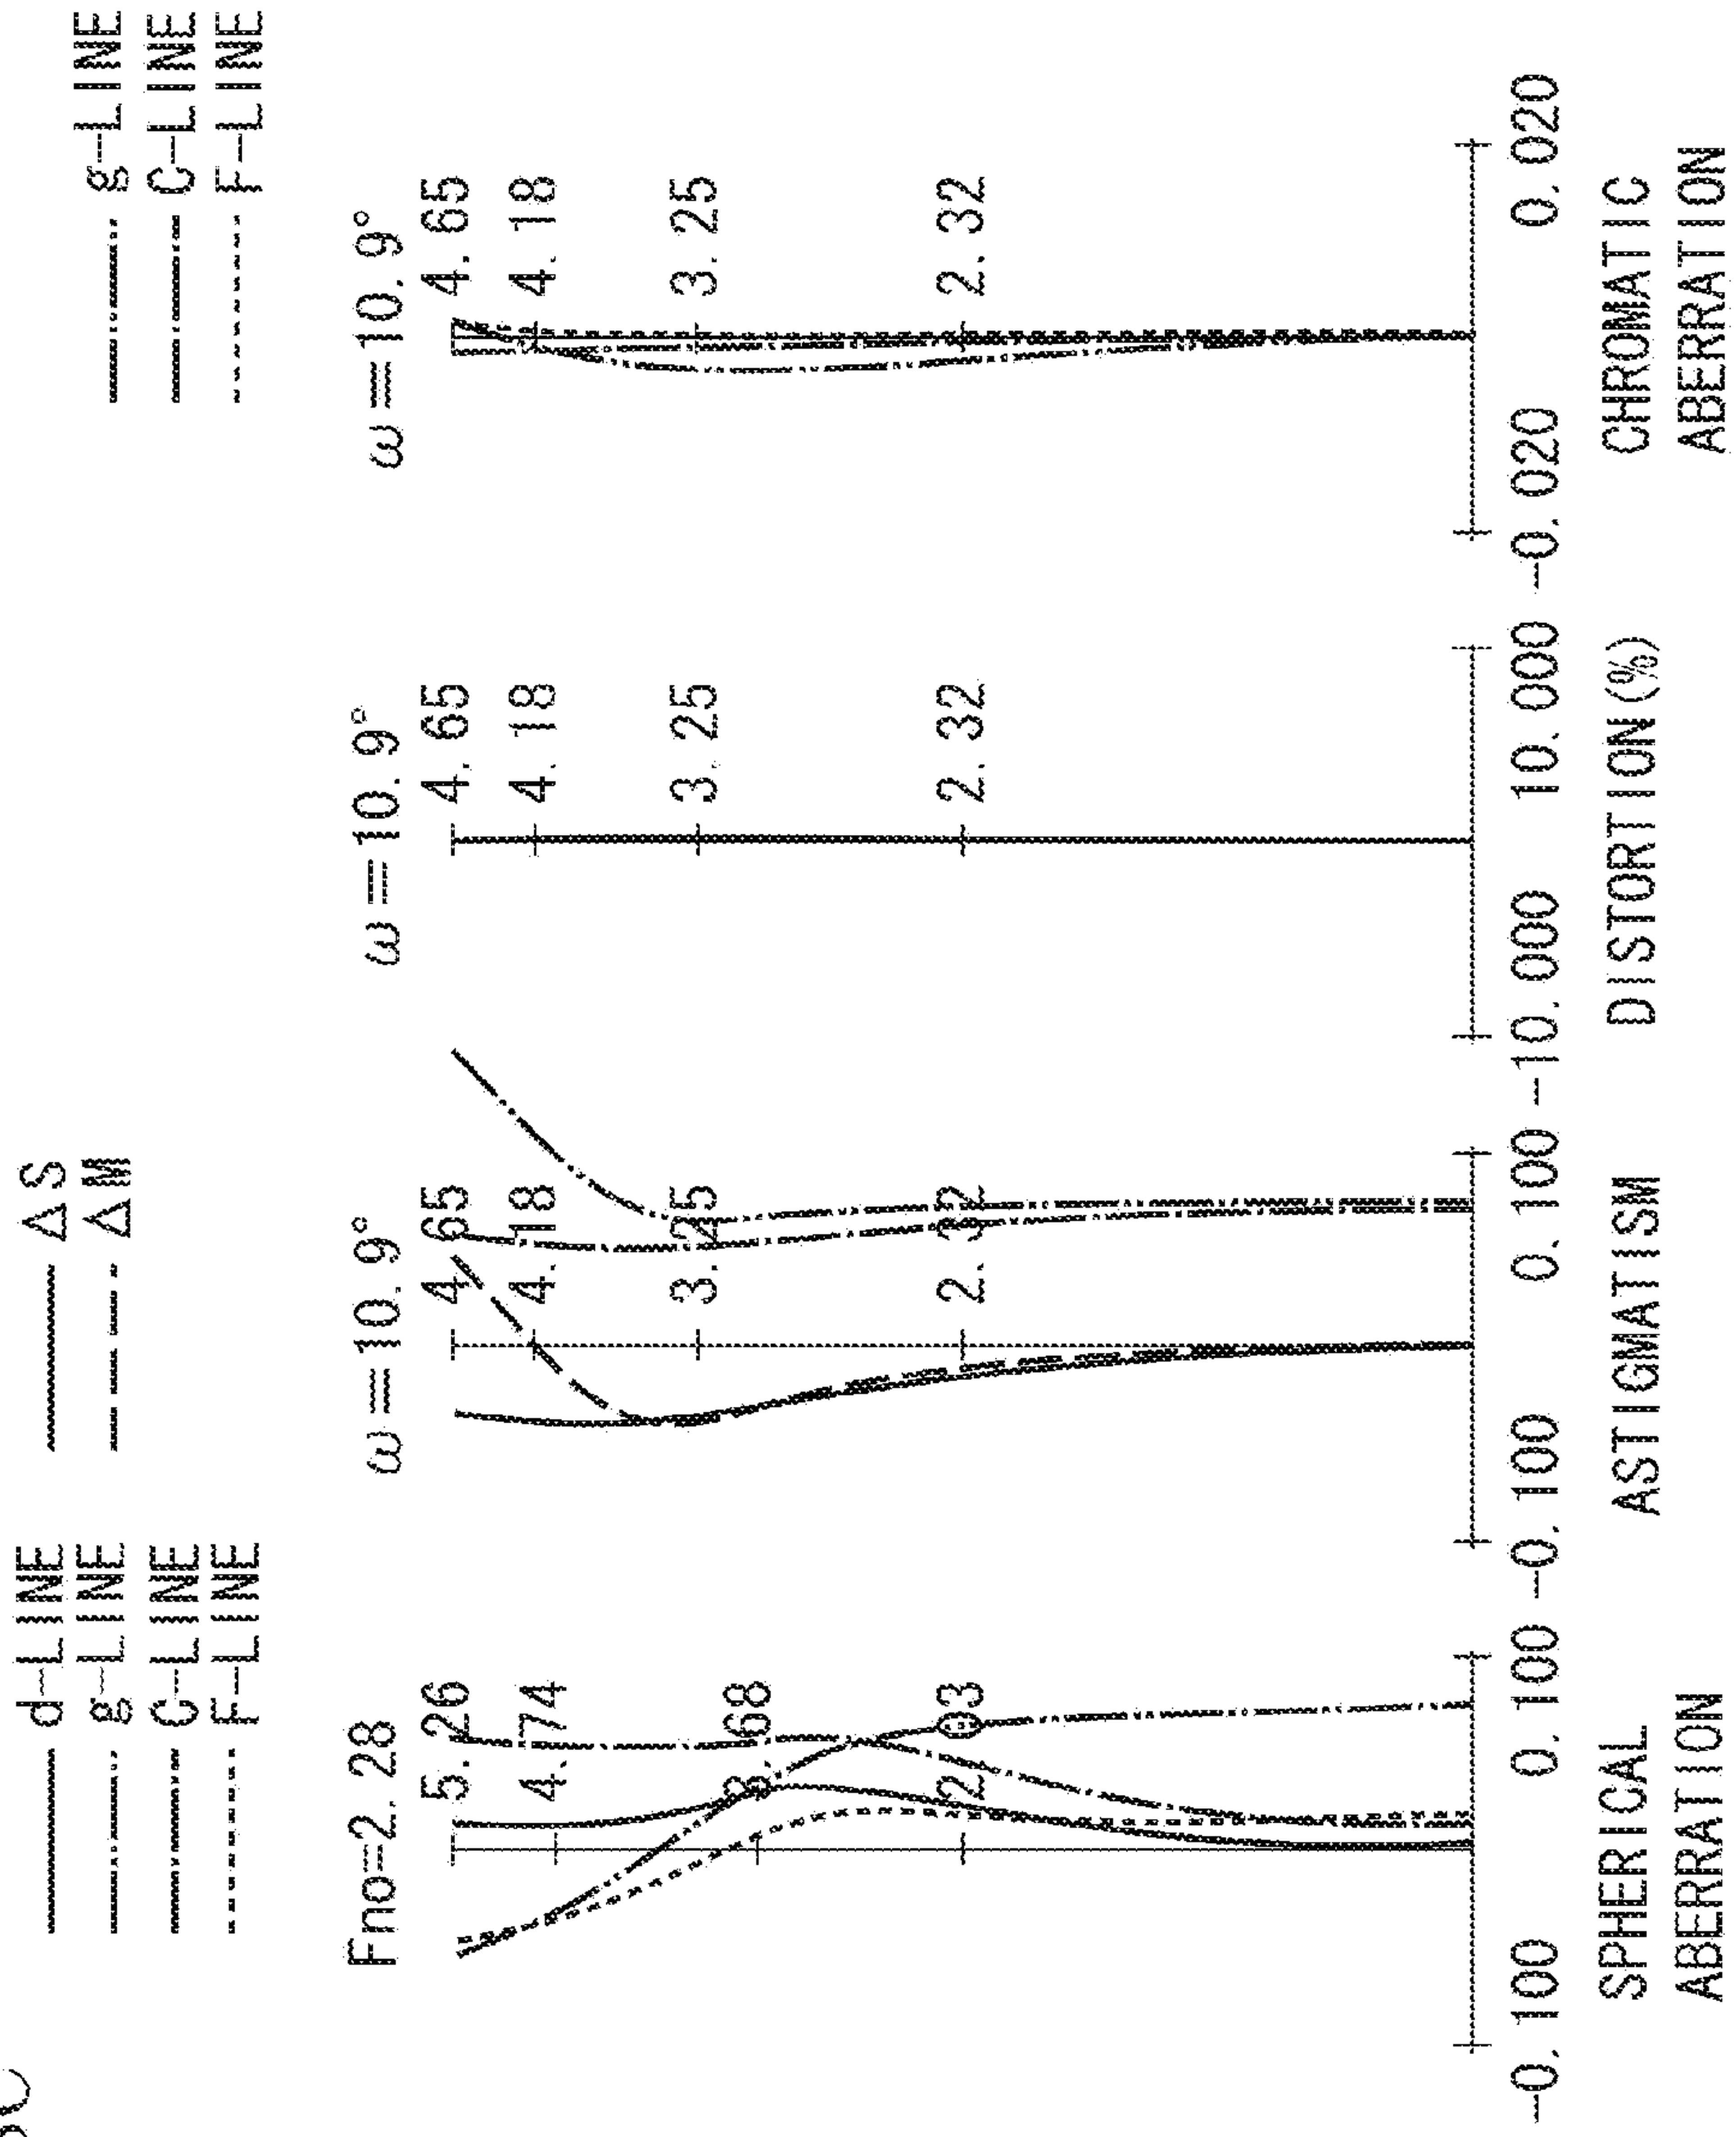 d-LINE
g-LINE
C-LINE
F-LINE
ΔS
ΔM
g-LINE
C-LINE
F-LINE
Fno=2. 28
5. 26
4. 74
3. 68
2. 03
-0. 100 0. 100
SPHERICAL
ABERRATION
ω=10. 9°
4. 65
4. 18
3. 25
2. 32
-0. 100 0. 100
ASTIGMATISM
ω=10. 9°
4. 65
4. 18
3. 25
2. 32
-10. 000 10. 000
DISTORTION(%)
ω=10. 9°
4. 65
4. 18
3. 25
2. 32
-0. 020 0. 020
CHROMATIC
ABERRATION